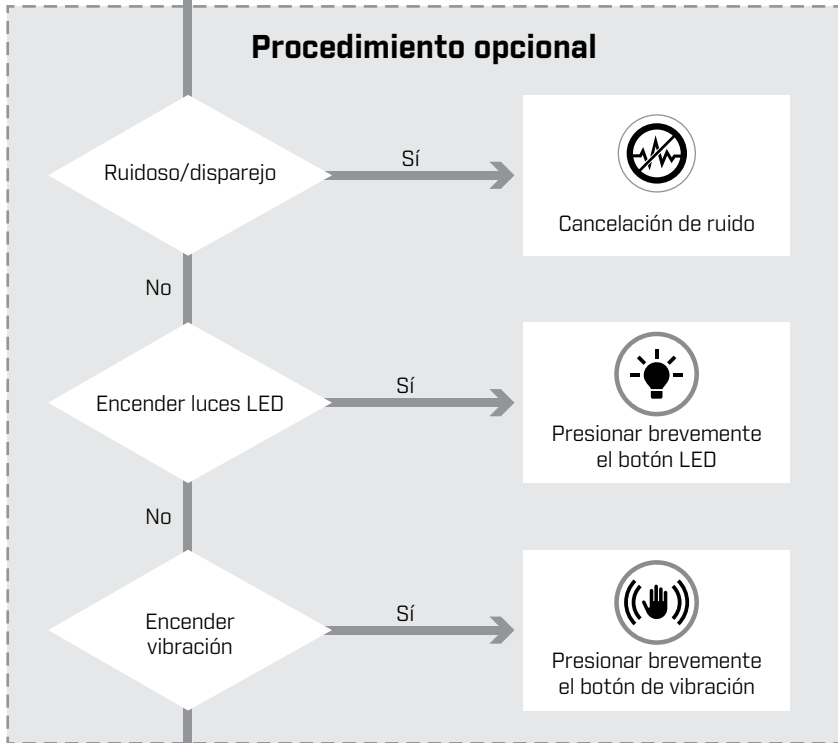 Procedimiento opcional
Ruidoso/disparejo
Sí
Cancelación de ruido
No
Encender luces LED
Sí
Presionar brevemente
el botón LED
No
Encender
vibración
Sí
Presionar brevemente
el botón de vibración